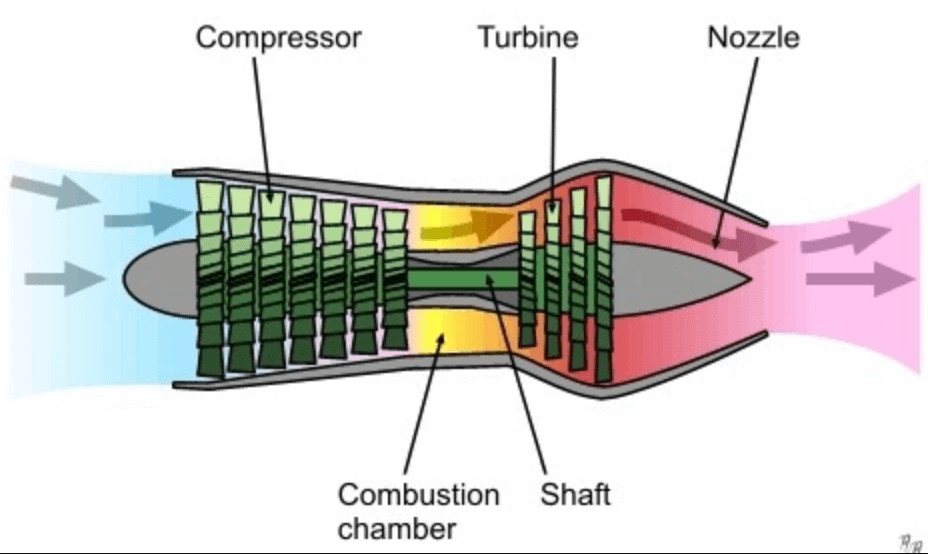 Compressor
Turbine
Nozzle
Combustion
chamber
Shaft